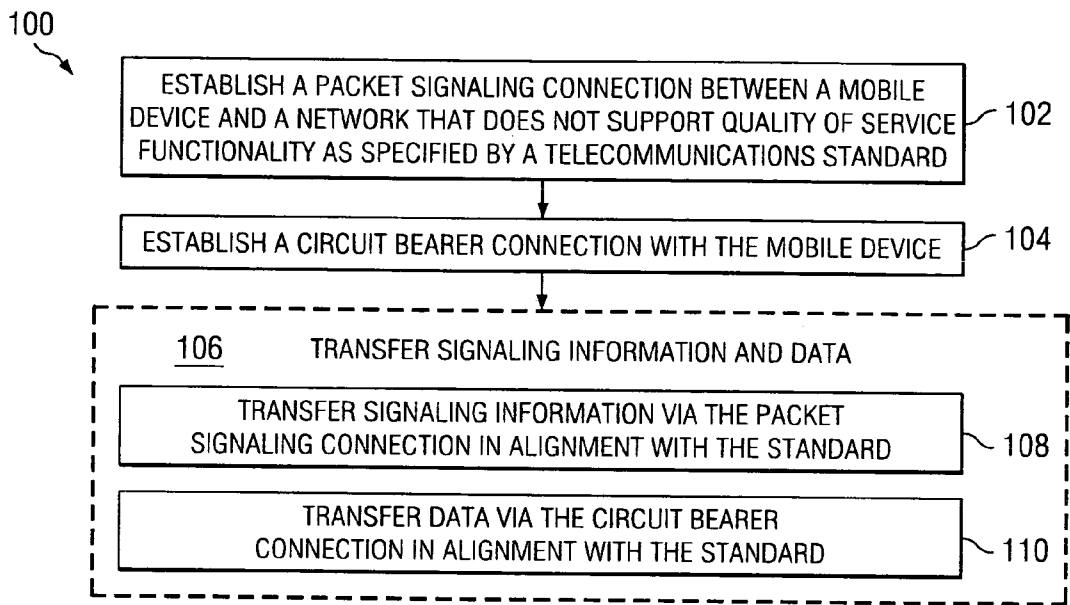 100
ESTABLISH A PACKET SIGNALING CONNECTION BETWEEN A MOBILE
DEVICE AND A NETWORK THAT DOES NOT SUPPORT QUALITY OF SERVICE
FUNCTIONALITY AS SPECIFIED BY A TELECOMMUNICATIONS STANDARD
102
ESTABLISH A CIRCUIT BEARER CONNECTION WITH THE MOBILE DEVICE
104
106 TRANSFER SIGNALING INFORMATION AND DATA
TRANSFER SIGNALING INFORMATION VIA THE PACKET
SIGNALING CONNECTION IN ALIGNMENT WITH THE STANDARD
108
TRANSFER DATA VIA THE CIRCUIT BEARER
CONNECTION IN ALIGNMENT WITH THE STANDARD
110